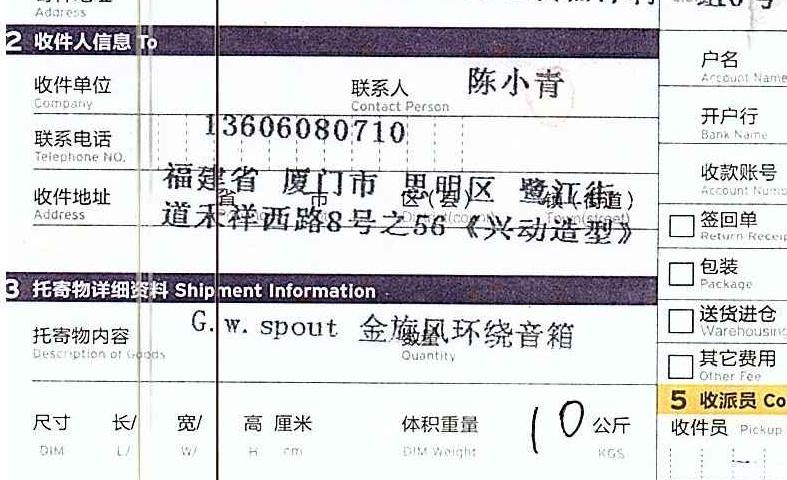 Address
2 收件人信息 To
户名
Account Name
收件单位
Company
联系人
Contact Person
陈小青
开户行
Bank Name
联系电话
Telephone NO.
13606080710
收款账号
收件地址
Address
福建省 厦门市 思明区 鹭江街
省 市 区(县) 镇(街道)
道禾祥西路8号之56《兴动造型》
签回单
Return Receip
包装
Package
3 托寄物详细资料 Shipment Information
托寄物内容
Description of Goods
G.w.spout 金旋风环绕音箱
数量
Quantity
送货进仓
Warehousing
其它费用
Other Fee
尺寸 长/ 宽/ 高 厘米
DIM L/ W/ H cm
体积重量
DIM Weight
10 公斤
KGS
5 收派员 Co
收件员 Pickup